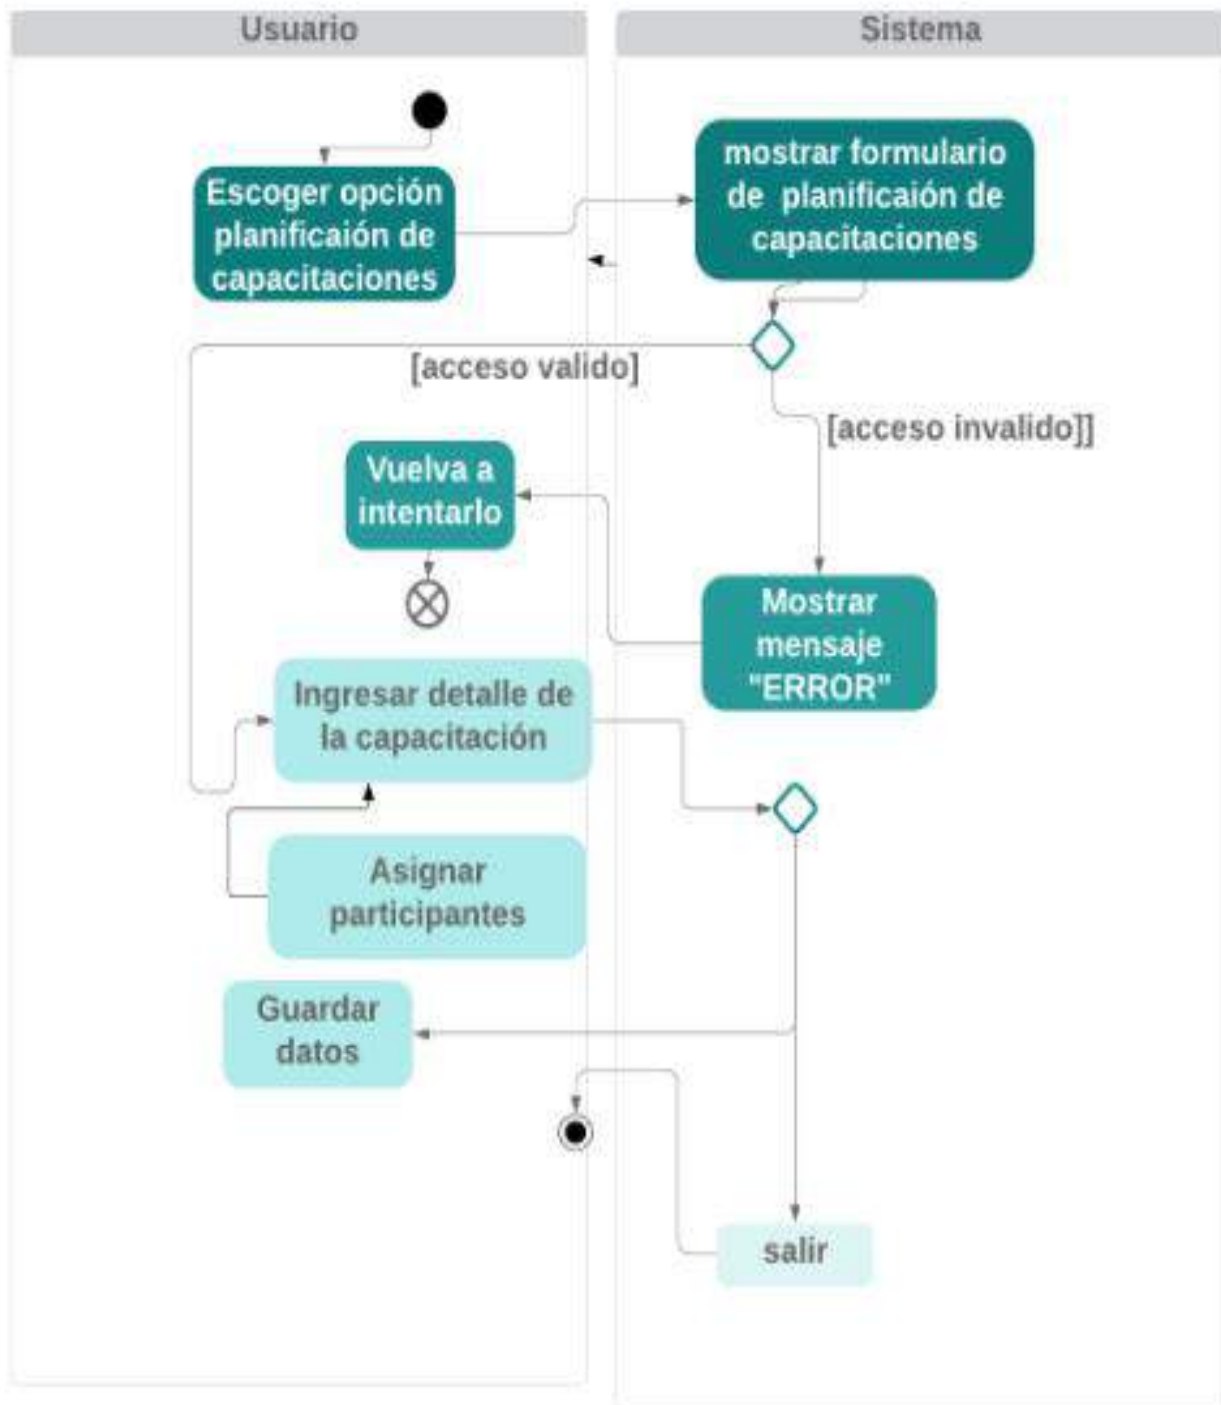 Usuario
Sistema
Escoger opción
planificaión de
capacitaciones
mostrar formulario
de planificaión de
capacitaciones
[acceso valido]
[acceso invalido]]
Vuelva a
intentarlo
Mostrar
mensaje
"ERROR"
Ingresar detalle de
la capacitación
Asignar
participantes
Guardar
datos
salir